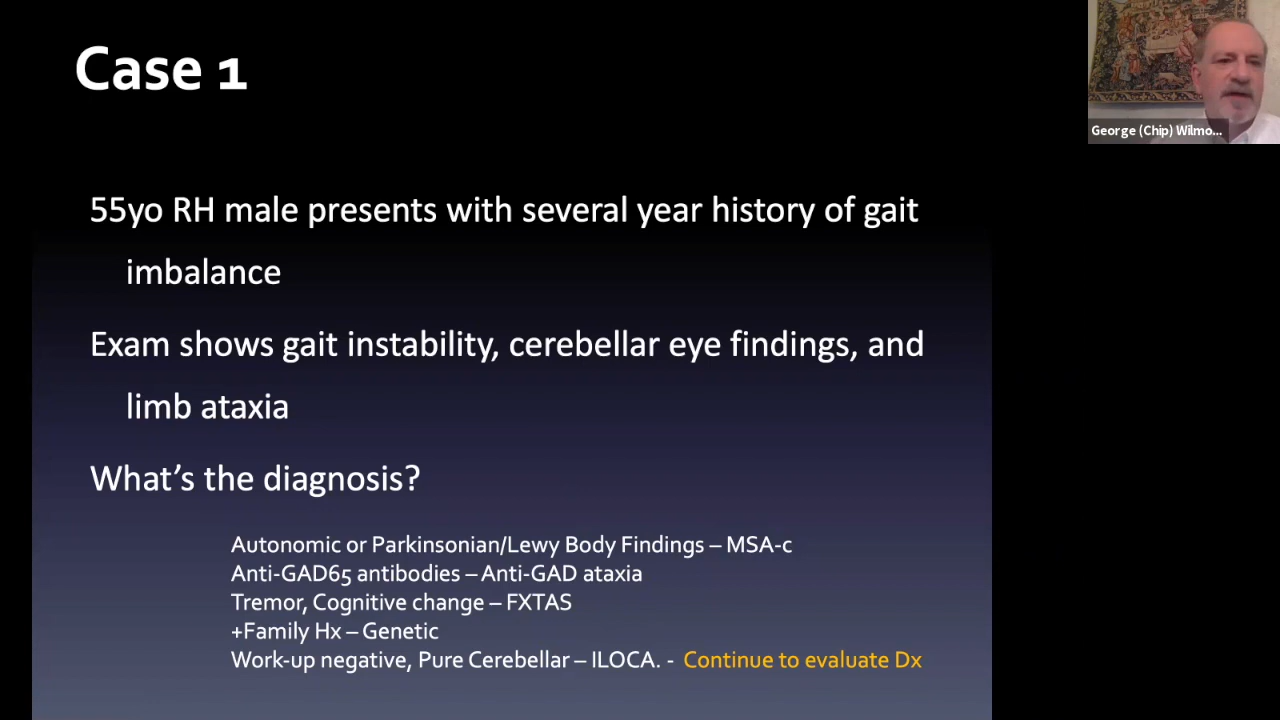 Case 1
George (Chip) Wilmo...
55yo RH male presents with several year history of gait
imbalance
Exam shows gait instability, cerebellar eye findings, and
limb ataxia
What's the diagnosis?
Autonomic or Parkinsonian/Lewy Body Findings – MSA-c
Anti-GAD65 antibodies – Anti-GAD ataxia
Tremor, Cognitive change – FXTAS
+Family Hx – Genetic
Work-up negative, Pure Cerebellar – ILOCA. - Continue to evaluate Dx